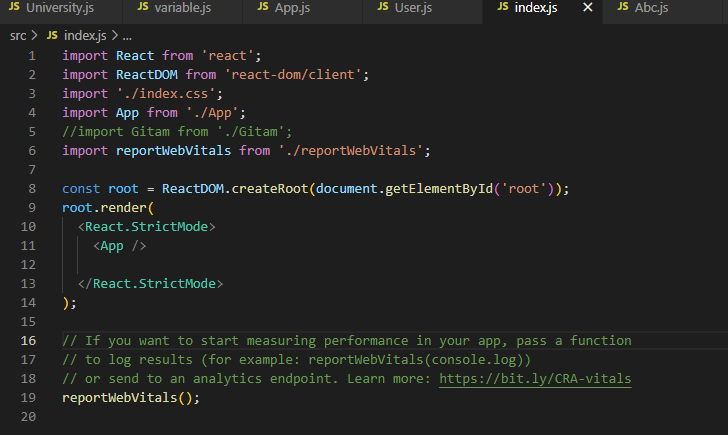 JS University.js JS variable.js JS App.js JS User.js JS index.js × JS Abc.js
src > JS index.js > ...
1 import React from 'react';
2 import ReactDOM from 'react-dom/client';
3 import './index.css';
4 import App from './App';
5 //import Gitam from './Gitam';
6 import reportWebVitals from './reportWebVitals';
7
8 const root = ReactDOM.createRoot(document.getElementById('root'));
9 root.render(
10 <React.StrictMode>
11 <App />
12
13 </React.StrictMode>
14 );
15
16 // If you want to start measuring performance in your app, pass a function
17 // to log results (for example: reportWebVitals(console.log))
18 // or send to an analytics endpoint. Learn more: https://bit.ly/CRA-vitals
19 reportWebVitals();
20